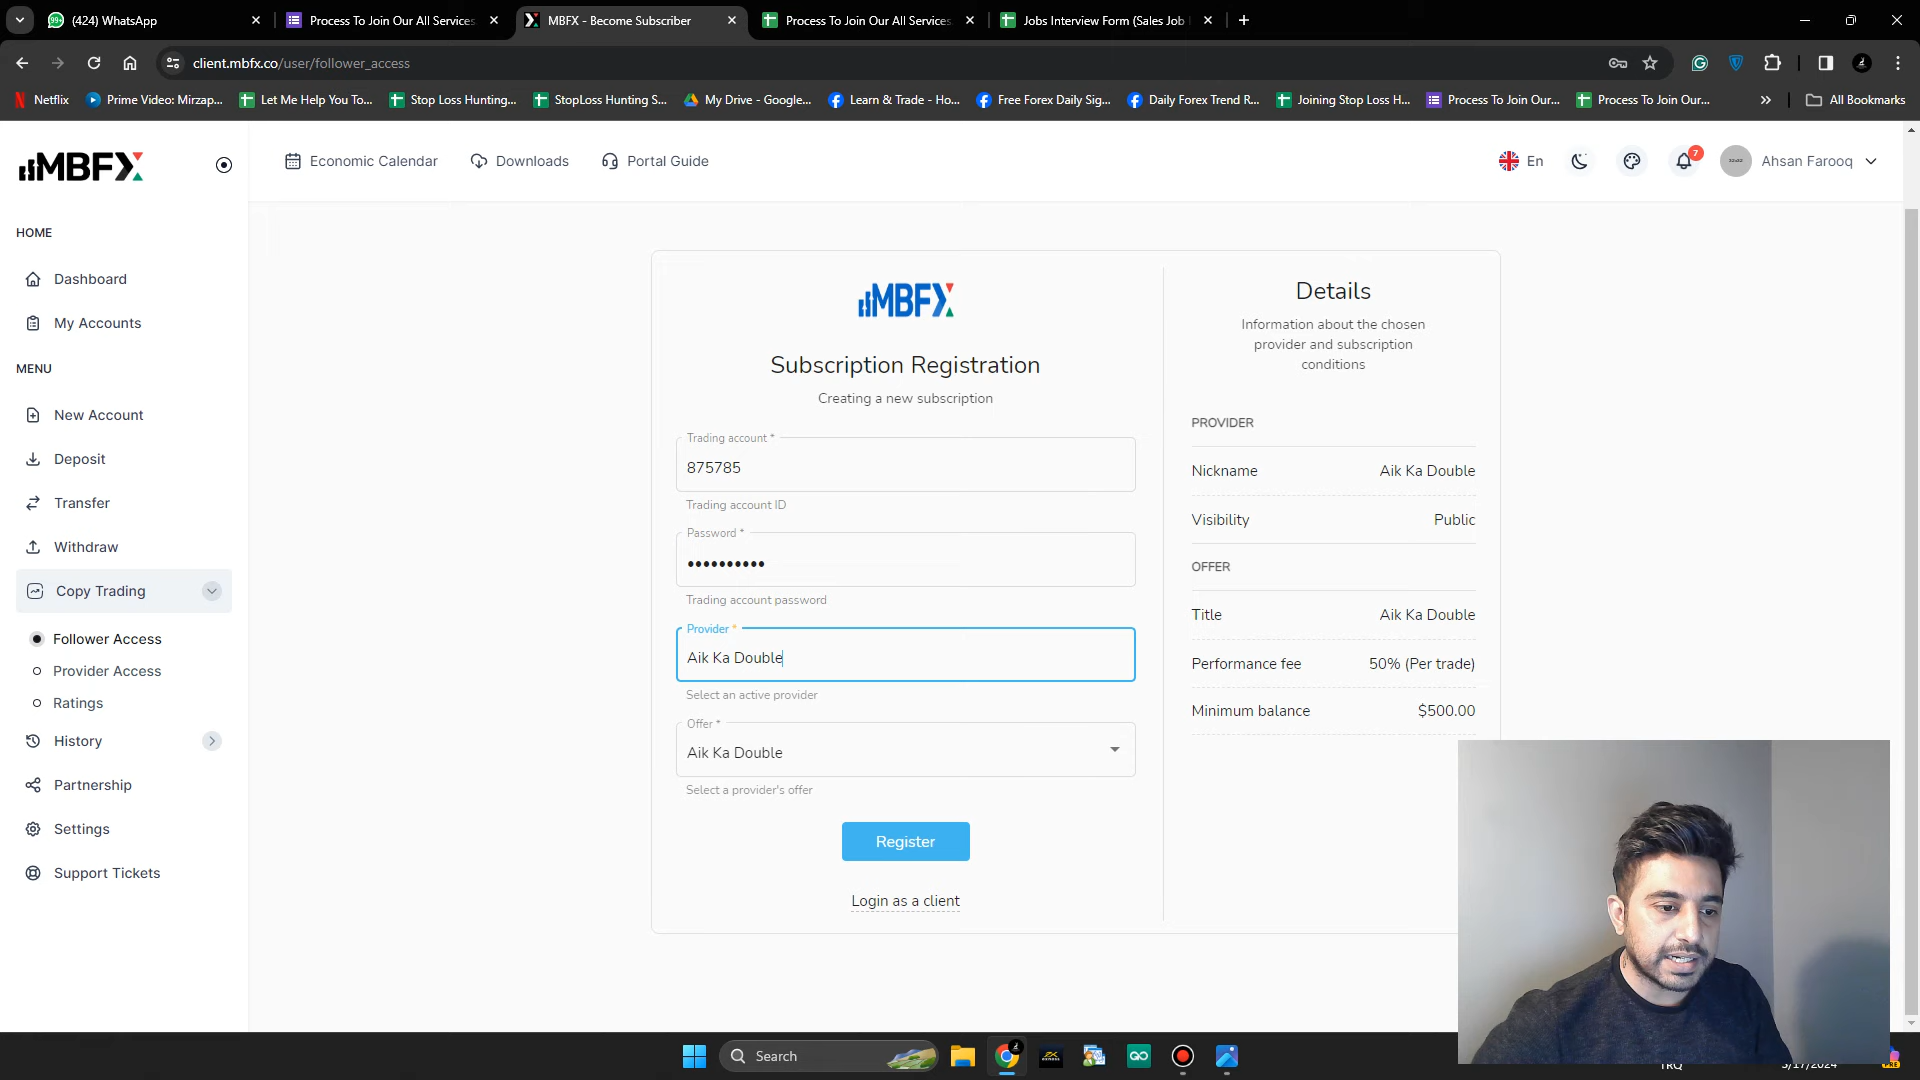 (424) WhatsApp
Process To Join Our All Services
MBFX - Become Subscriber
Process To Join Our All Services
Jobs Interview Form (Sales Job
client.mbfx.co/user/follower_access
Netflix
Prime Video: Mirzap...
Let Me Help You To...
Stop Loss Hunting...
StopLoss Hunting S...
My Drive - Google...
Learn & Trade - Ho...
Free Forex Daily Sig...
Daily Forex Trend R...
Joining Stop Loss H...
Process To Join Our...
Process To Join Our...
All Bookmarks
MBFX
Economic Calendar
Downloads
Portal Guide
En
7
Ahsan Farooq
HOME
Dashboard
My Accounts
MENU
New Account
Deposit
Transfer
Withdraw
Copy Trading
Follower Access
Provider Access
Ratings
History
Partnership
Settings
Support Tickets
MBFX
Subscription Registration
Creating a new subscription
Trading account *
875785
Trading account ID
Password *
••••••••••
Trading account password
Provider *
Aik Ka Double
Select an active provider
Offer *
Aik Ka Double
Select a provider's offer
Register
Login as a client
Details
Information about the chosen
provider and subscription
conditions
PROVIDER
Nickname Aik Ka Double
Visibility Public
OFFER
Title Aik Ka Double
Performance fee 50% (Per trade)
Minimum balance $500.00
Search